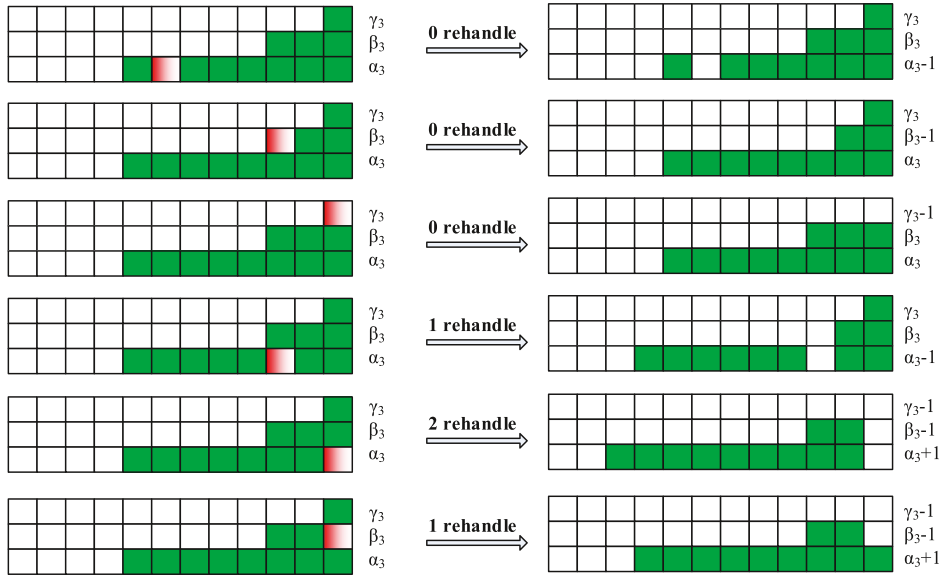 γ₃
β₃
α₃
0 rehandle
γ₃
β₃
α₃-1
γ₃
β₃
α₃
0 rehandle
γ₃
β₃-1
α₃
γ₃
β₃
α₃
0 rehandle
γ₃-1
β₃
α₃
γ₃
β₃
α₃
1 rehandle
γ₃
β₃
α₃-1
γ₃
β₃
α₃
2 rehandle
γ₃-1
β₃-1
α₃+1
γ₃
β₃
α₃
1 rehandle
γ₃-1
β₃-1
α₃+1